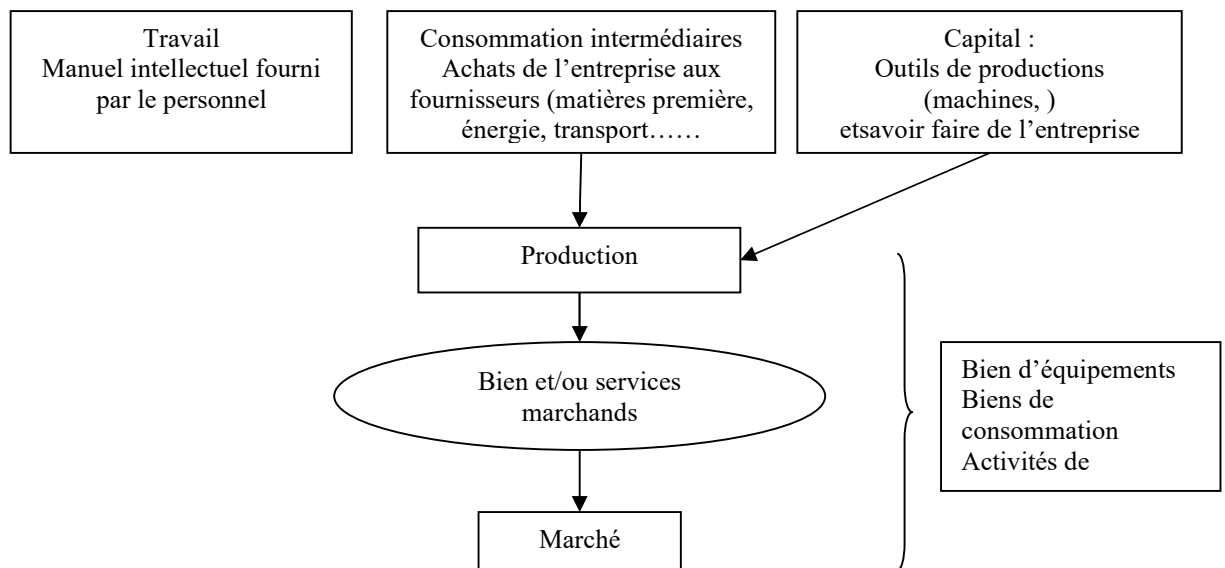 Travail
Manuel intellectuel fourni
par le personnel
Consommation intermédiaires
Achats de l’entreprise aux
fournisseurs (matières première,
énergie, transport……
Capital :
Outils de productions
(machines, )
etsavoir faire de l’entreprise
Production
Bien et/ou services
marchands
Bien d’équipements
Biens de
consommation
Activités de
Marché